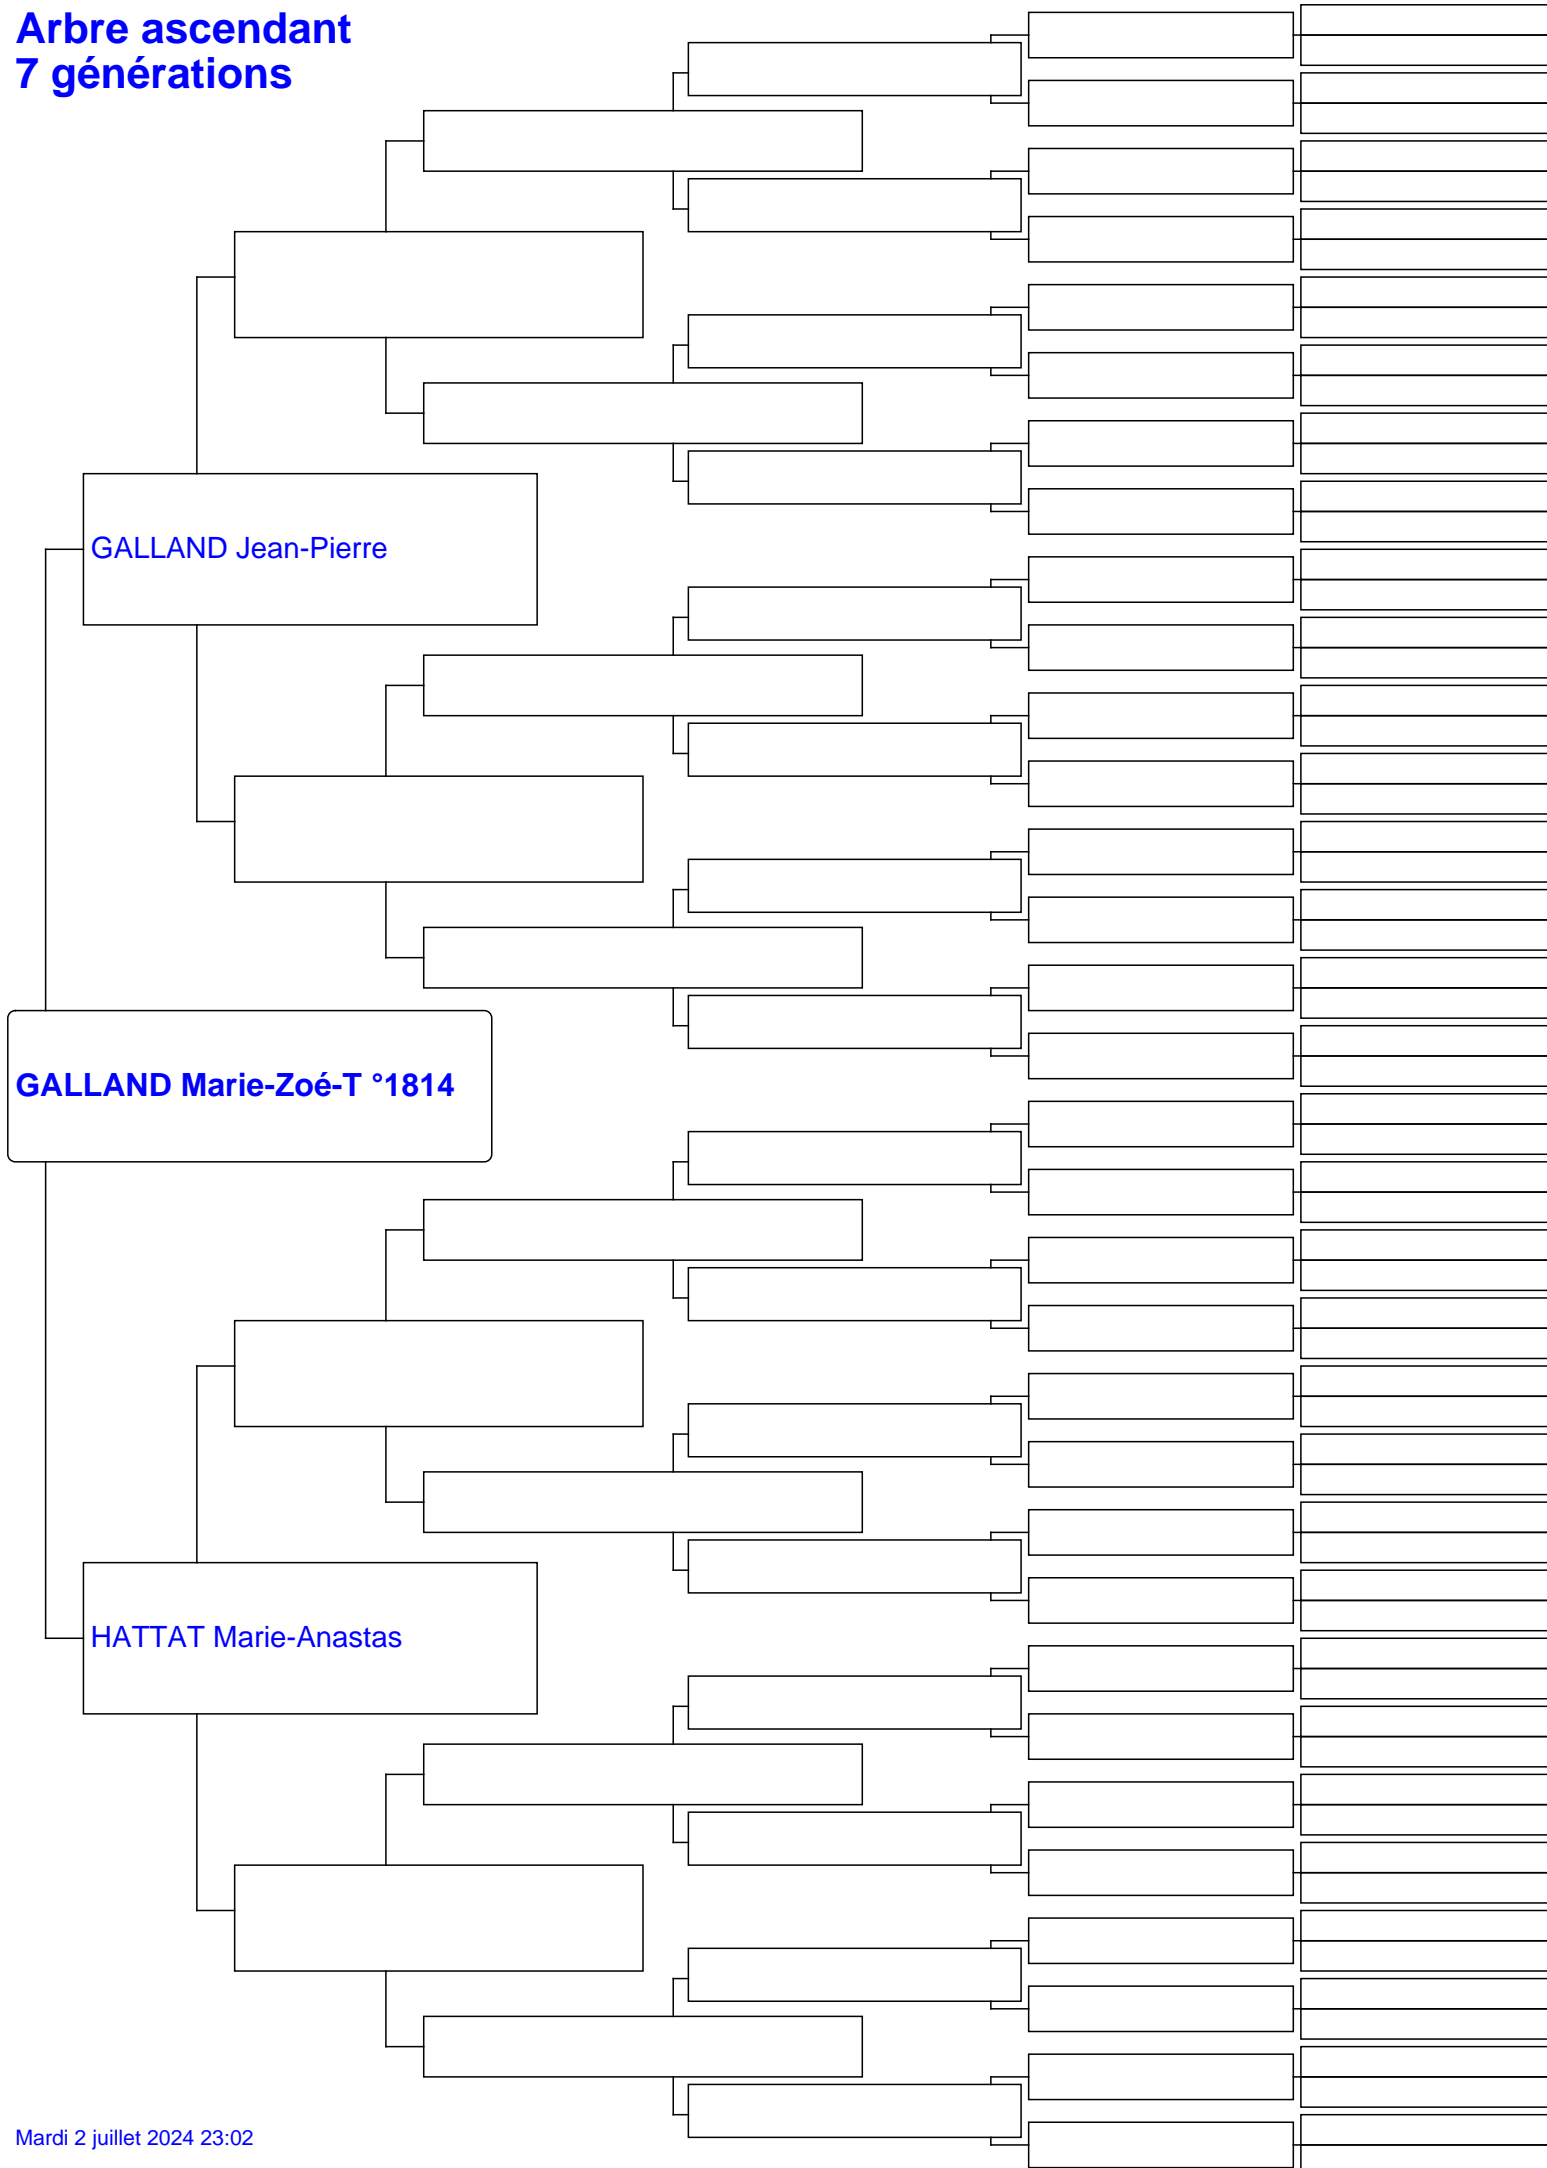 Arbre ascendant
7 générations
GALLAND Jean-Pierre
GALLAND Marie-Zoé-T °1814
HATTAT Marie-Anastas
Mardi 2 juillet 2024 23:02